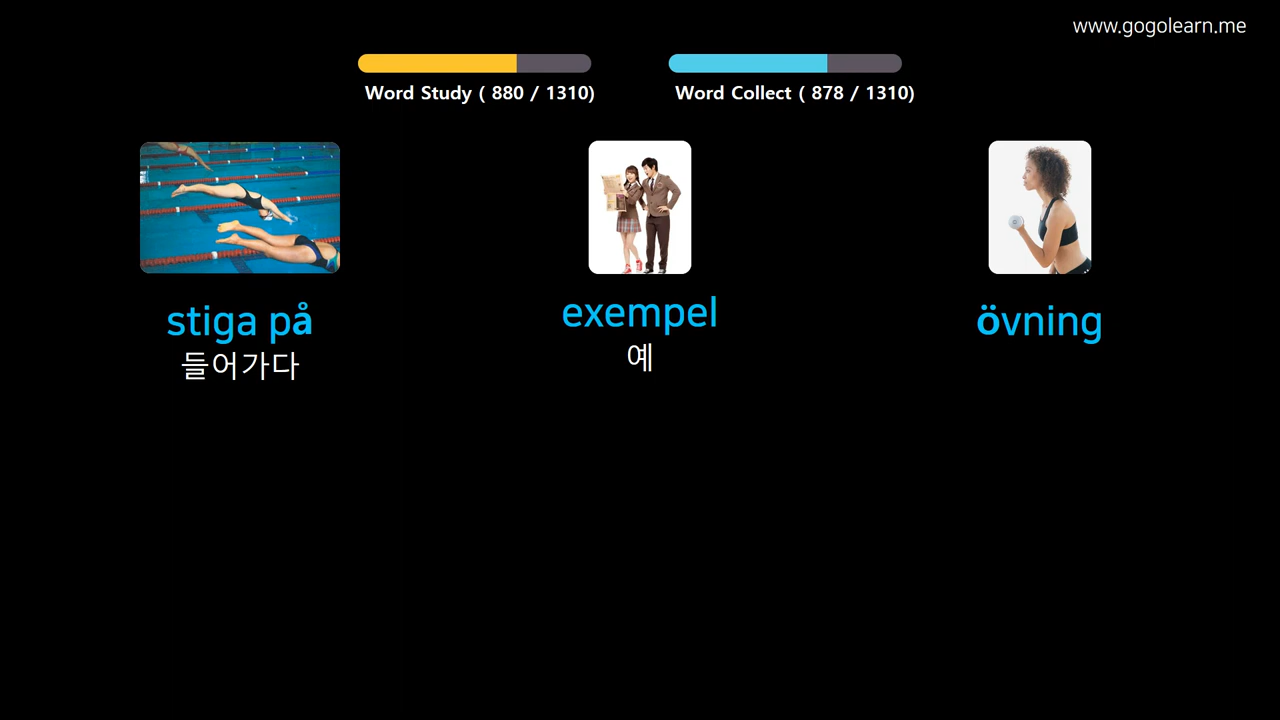 www.gogolearn.me
Word Study ( 880 / 1310)
Word Collect ( 878 / 1310)
stiga på
들어가다
exempel
예
övning